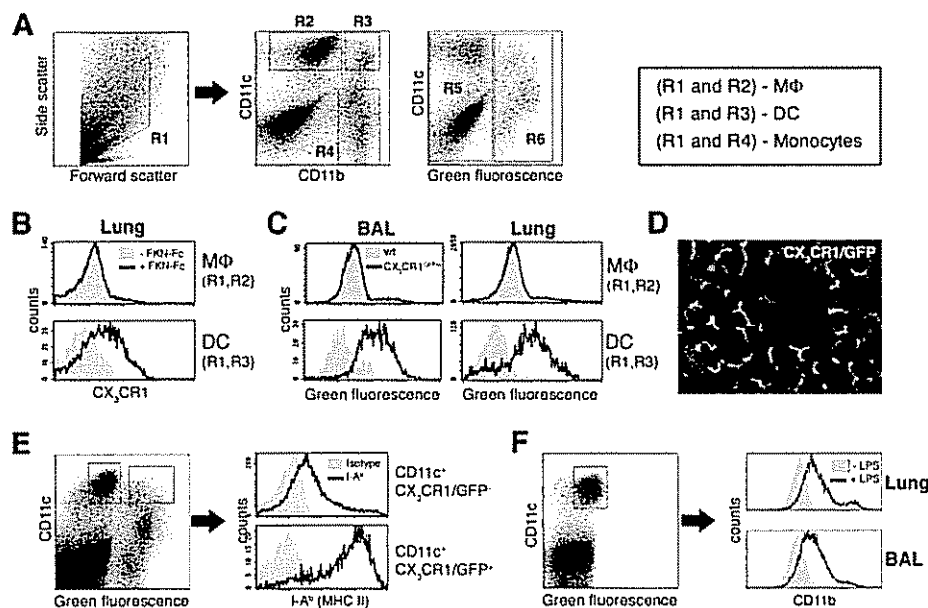 A
R2
R3
Side scatter
R1
Forward scatter
CD11c
R4
CD11b
CD11c
R5
R6
Green fluorescence
(R1 and R2) - MΦ
(R1 and R3) - DC
(R1 and R4) - Monocytes
B
Lung
- FKN-Fc
+ FKN-Fc
MΦ
(R1,R2)
counts
DC
(R1,R3)
CX₃CR1
C
BAL
Lung
wt
MΦ
(R1,R2)
counts
DC
(R1,R3)
Green fluorescence
Green fluorescence
D
CX₃CR1/GFP
E
CD11c
Green fluorescence
Isotype
I-Aᵇ
CD11c⁺
CX₃CR1/GFP⁻
counts
CD11c⁺
CX₃CR1/GFP⁺
I-Aᵇ (MHC II)
F
CD11c
Green fluorescence
- LPS
+ LPS
Lung
counts
BAL
CD11b